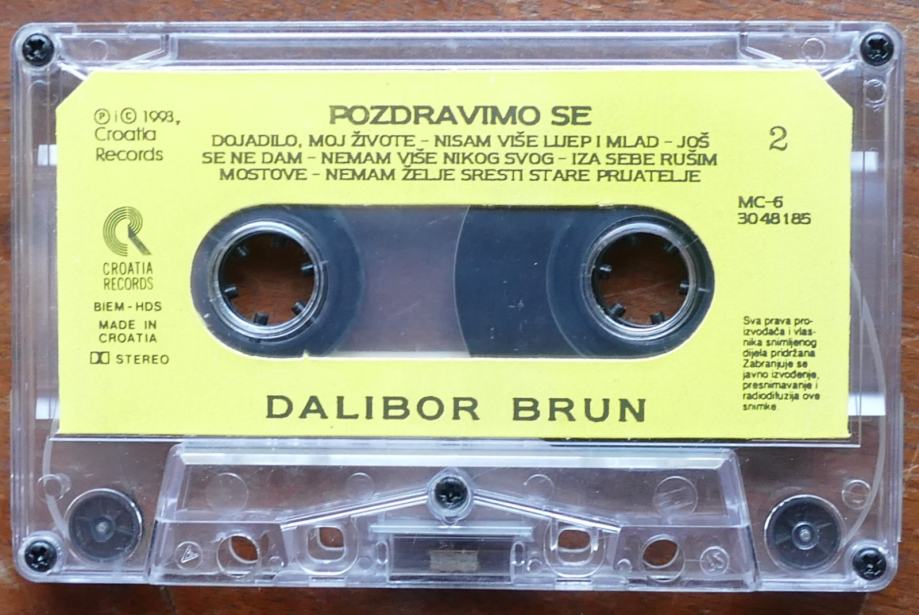 ℗ i © 1993,
Croatia
Records
POZDRAVIMO SE
DOJADILO, MOJ ŽIVOTE - NISAM VIŠE LIJEP I MLAD - JOŠ
SE NE DAM - NEMAM VIŠE NIKOG SVOG - IZA SEBE RUŠIM
MOSTOVE - NEMAM ŽELJE SRESTI STARE PRIJATELJE
2
MC-6
3048185
CROATIA
RECORDS
BIEM - HDS
MADE IN
CROATIA
STEREO
Sva prava pro-
izvođača i vlas-
nika snimljenog
dijela pridržana
Zabranjuje se
javno izvođenje,
presnimavanje i
radiodifuzija ove
snimke.
DALIBOR BRUN